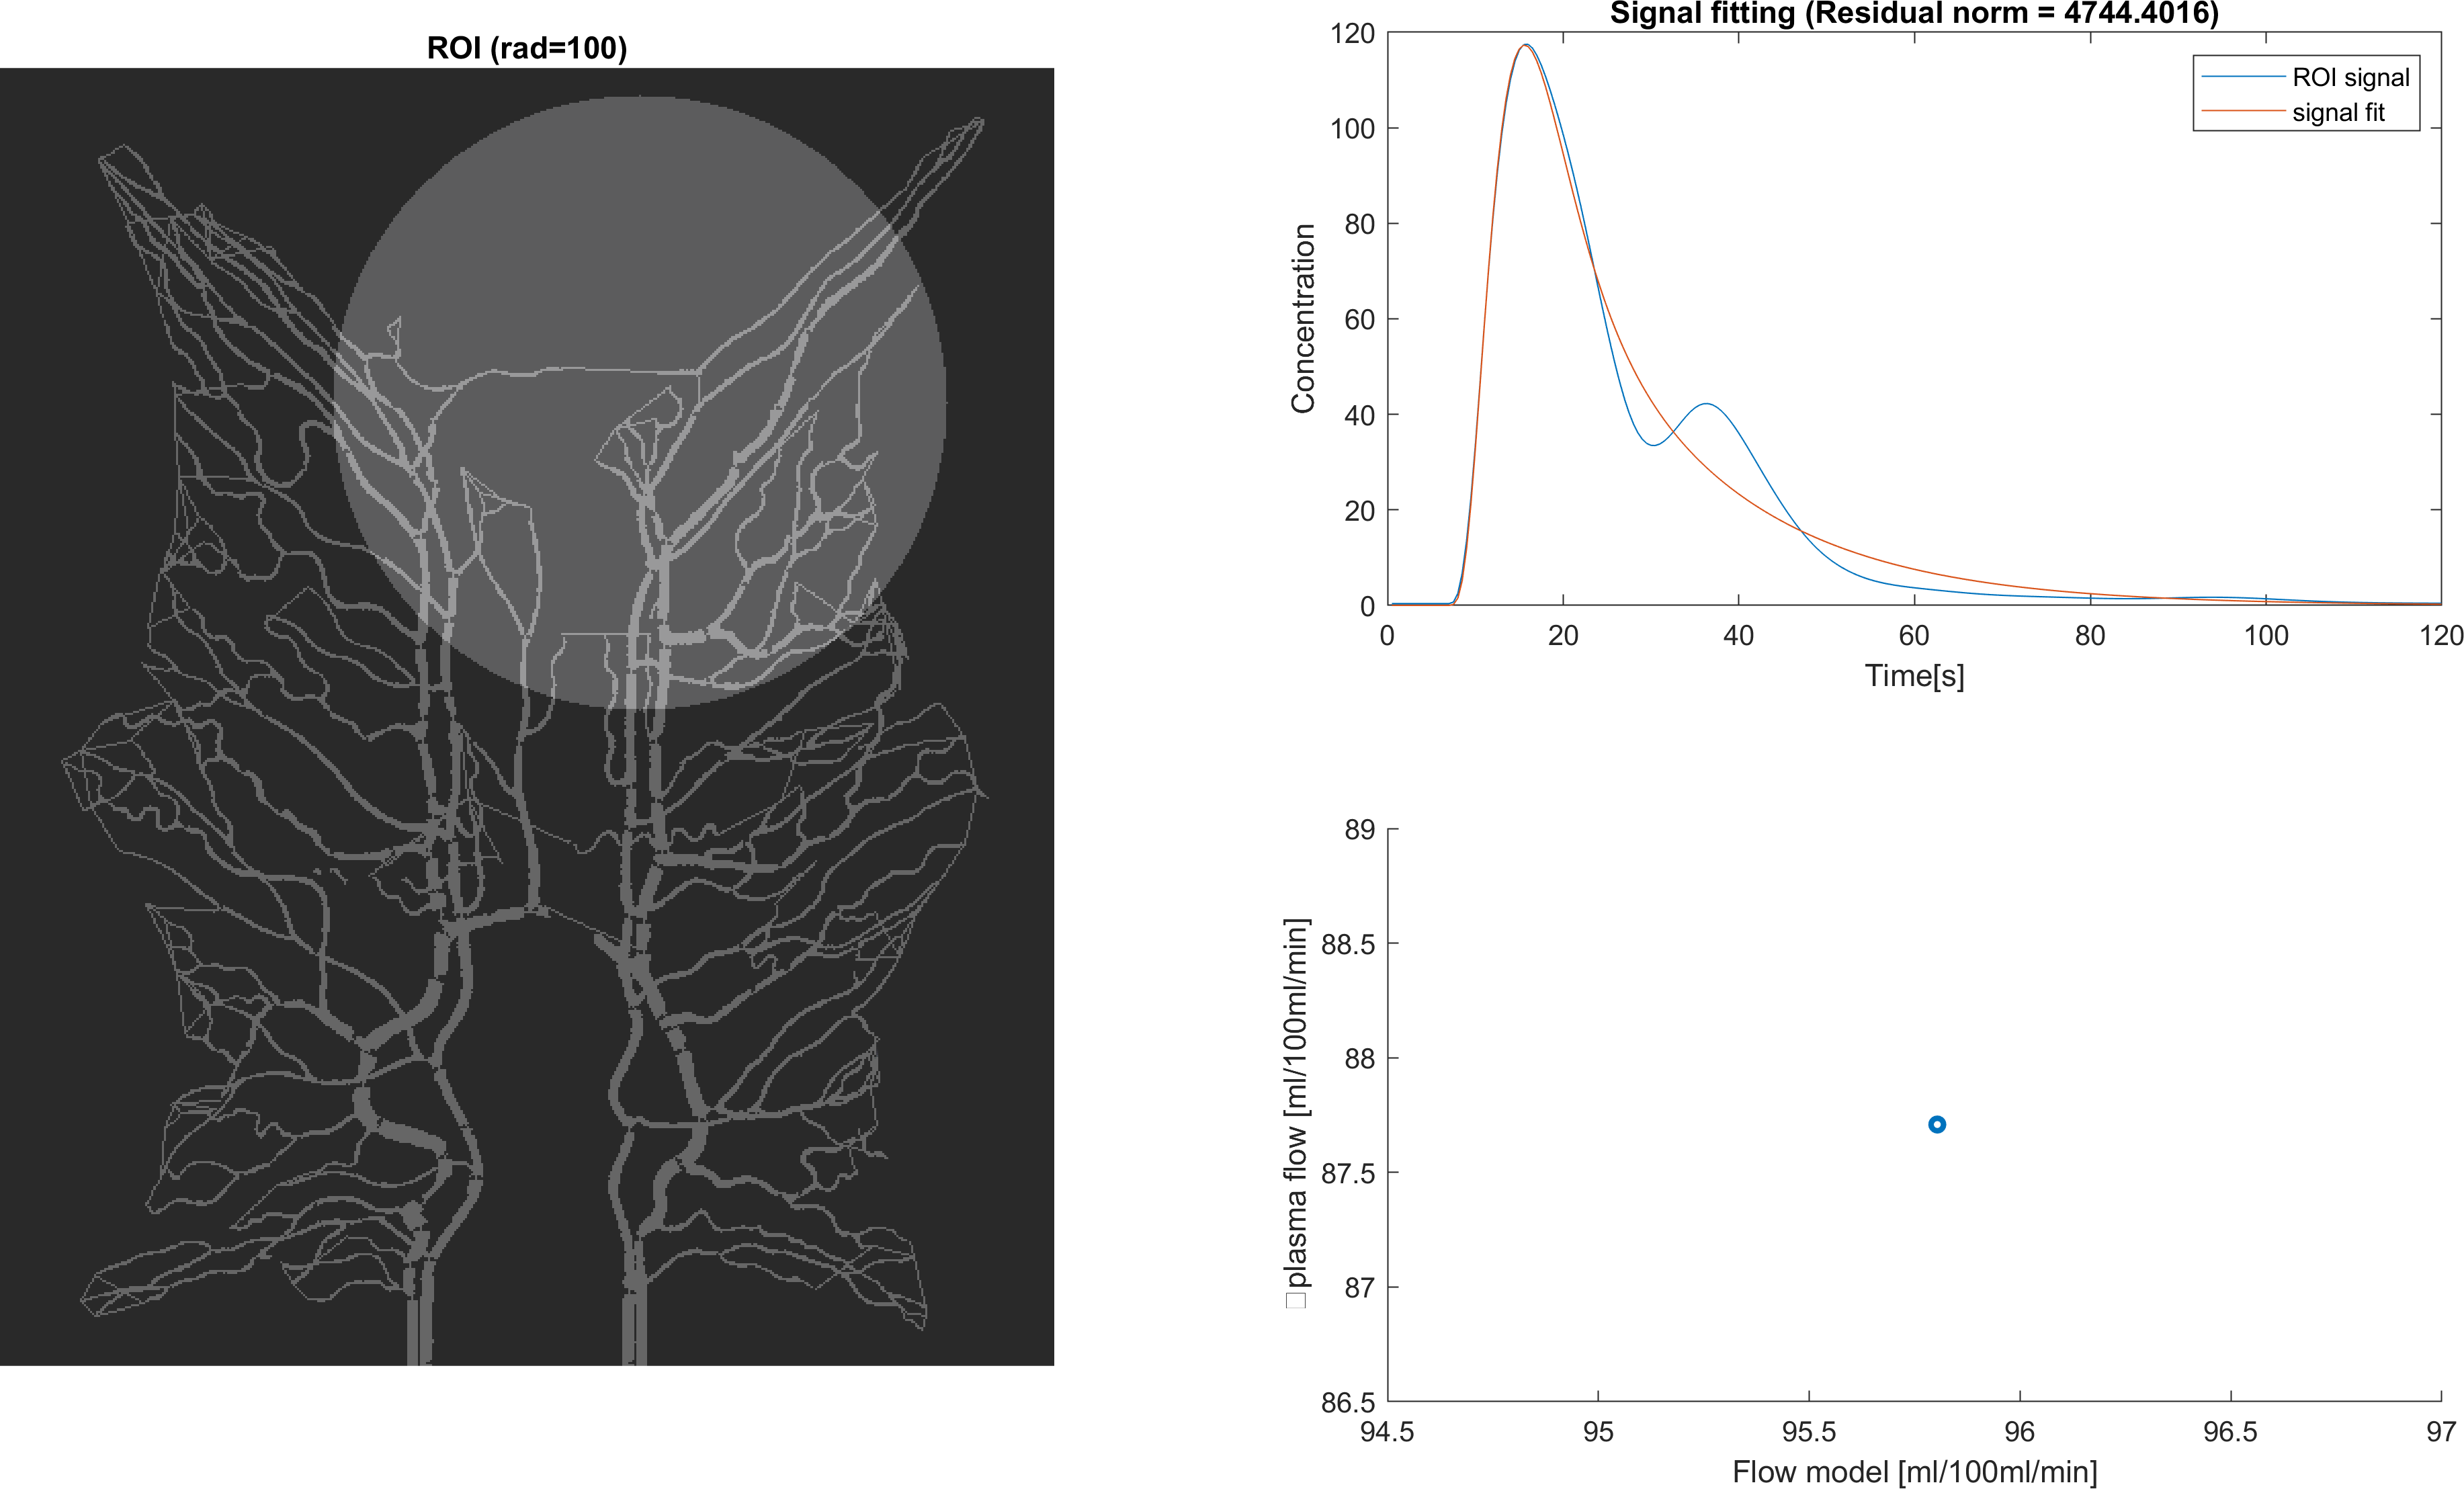 ROI (rad=100)
Signal fitting (Residual norm = 4744.4016)
120
100
80
60
40
20
0
Concentration
ROI signal
signal fit
0 20 40 60 80 100 120
Time[s]
89
88.5
88
87.5
87
86.5
□ plasma flow [ml/100ml/min]
94.5 95 95.5 96 96.5 97
Flow model [ml/100ml/min]